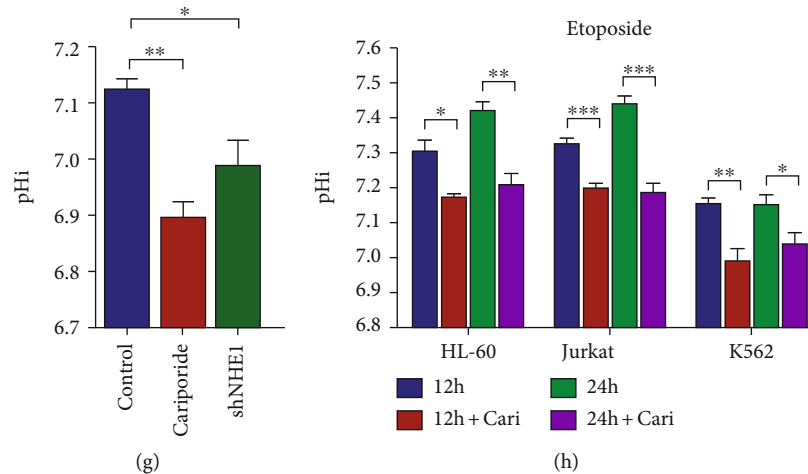 *
**
7.2
7.1
7.0
6.9
6.8
6.7
pHi
Control
Cariporide
shNHE1
(g)
Etoposide
7.6
7.5
7.4
7.3
7.2
7.1
7.0
6.9
6.8
pHi
*
**
***
***
**
*
HL-60
Jurkat
K562
12h
24h
12h + Cari
24h + Cari
(h)